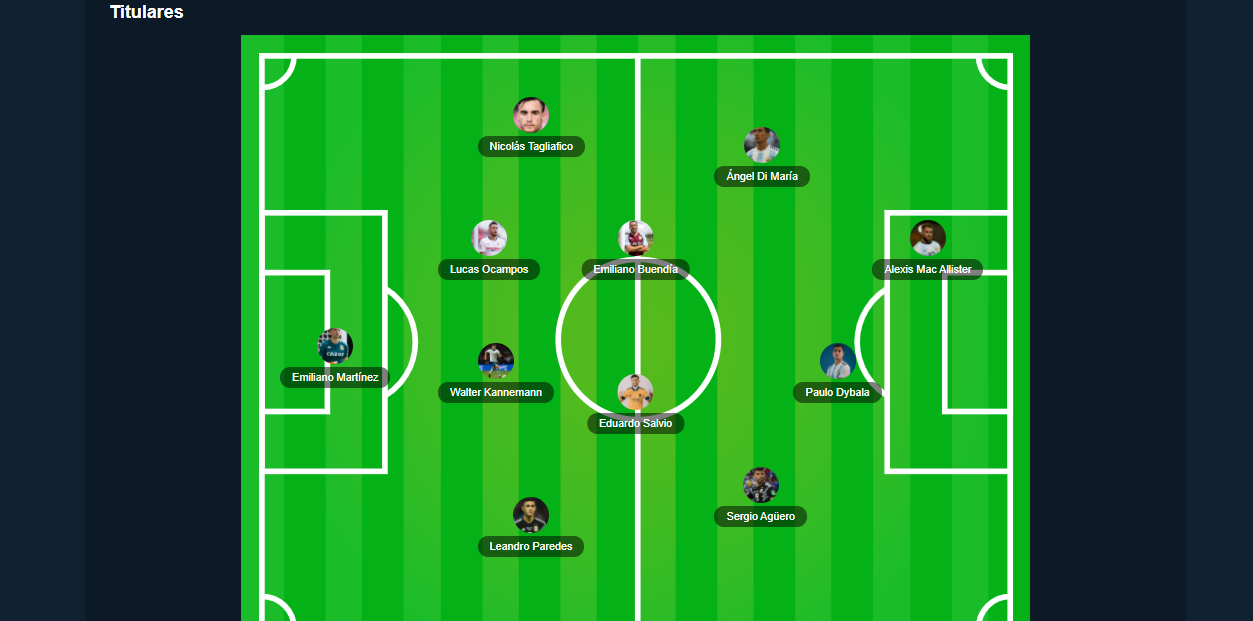 Titulares
Nicolás Tagliafico
Ángel Di María
Lucas Ocampos
Emiliano Buendía
Alexis Mac Allister
Emiliano Martínez
Walter Kannemann
Paulo Dybala
Eduardo Salvio
Sergio Agüero
Leandro Paredes